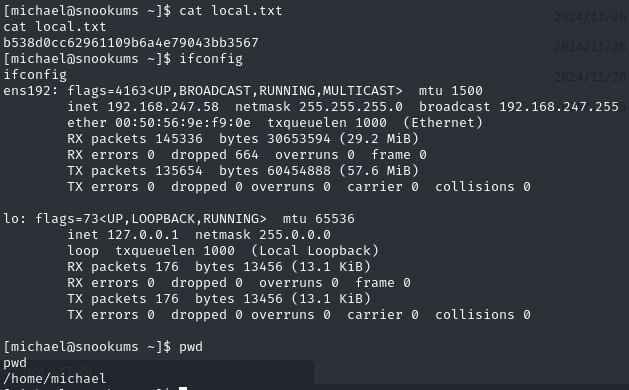 [michael@snookums ~]$ cat local.txt
cat local.txt
b538d0cc62961109b6a4e79043bb3567
[michael@snookums ~]$ ifconfig
ifconfig
ens192: flags=4163<UP,BROADCAST,RUNNING,MULTICAST>  mtu 1500
        inet 192.168.247.58  netmask 255.255.255.0  broadcast 192.168.247.255
        ether 00:50:56:9e:f9:0e  txqueuelen 1000  (Ethernet)
        RX packets 145336  bytes 30653594 (29.2 MiB)
        RX errors 0  dropped 664  overruns 0  frame 0
        TX packets 135654  bytes 60454888 (57.6 MiB)
        TX errors 0  dropped 0 overruns 0  carrier 0  collisions 0

lo: flags=73<UP,LOOPBACK,RUNNING>  mtu 65536
        inet 127.0.0.1  netmask 255.0.0.0
        loop  txqueuelen 1000  (Local Loopback)
        RX packets 176  bytes 13456 (13.1 KiB)
        RX errors 0  dropped 0  overruns 0  frame 0
        TX packets 176  bytes 13456 (13.1 KiB)
        TX errors 0  dropped 0 overruns 0  carrier 0  collisions 0

[michael@snookums ~]$ pwd
pwd
/home/michael
2024/11/26
2024/11/26
2024/11/26